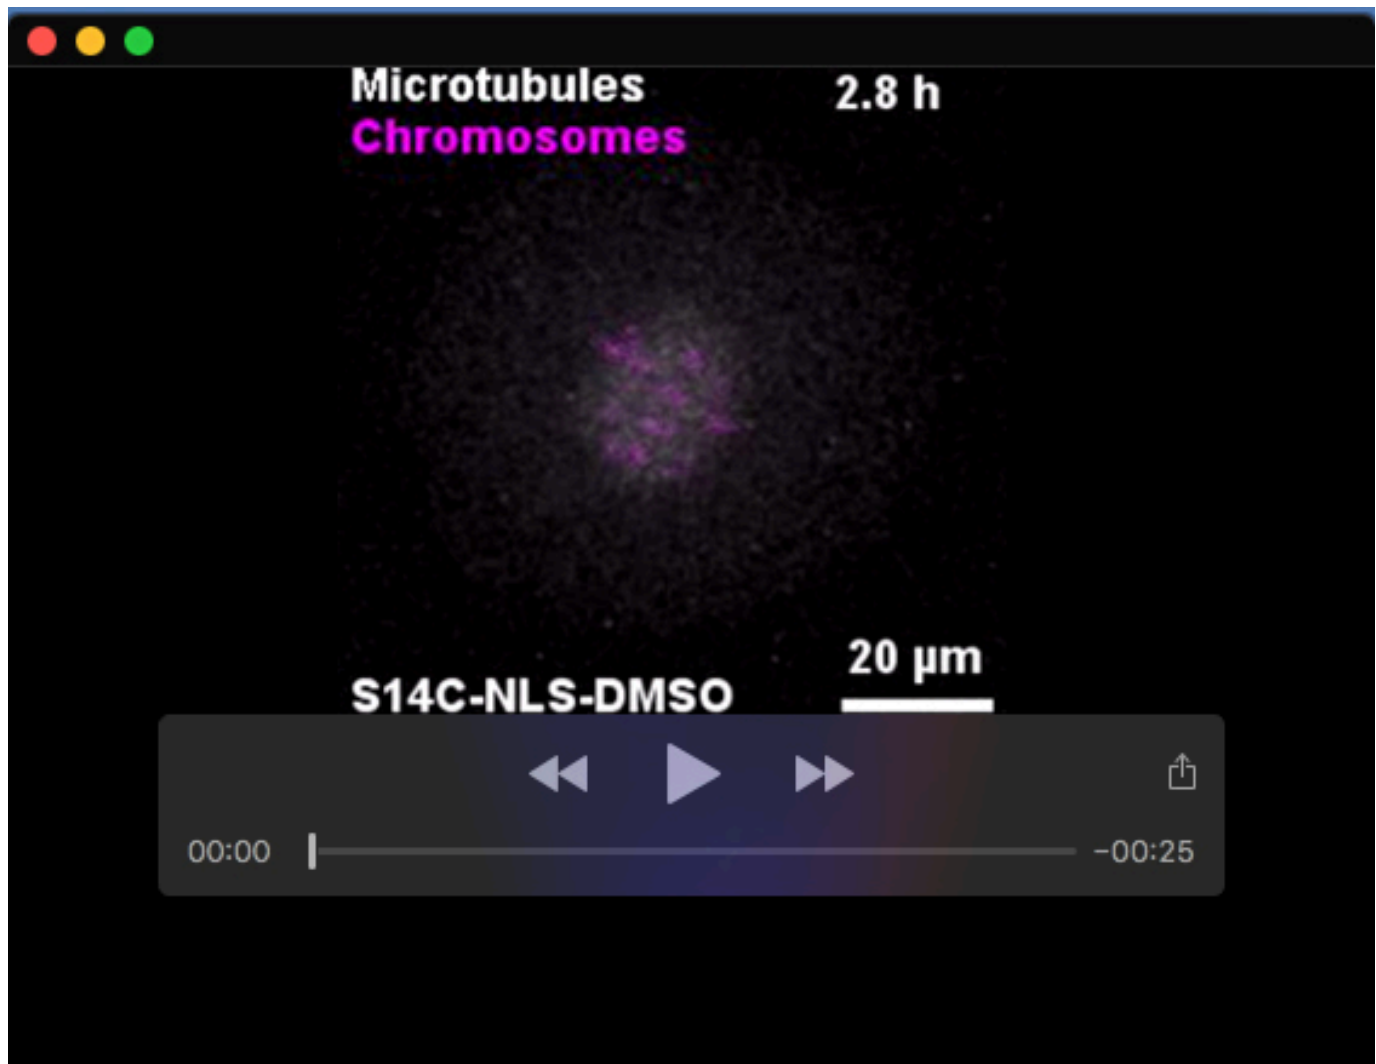 Microtubules
2.8 h
Chromosomes
20 µm
S14C-NLS-DMSO
00:00
-00:25